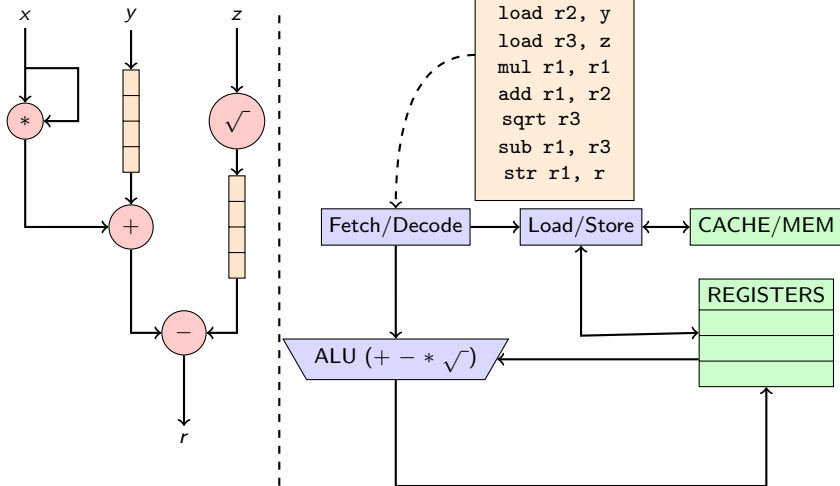 x
y
z
*
√
+
−
r
load r2, y
load r3, z
mul r1, r1
add r1, r2
sqrt r3
sub r1, r3
str r1, r
Fetch/Decode
Load/Store
CACHE/MEM
REGISTERS
ALU (+ − * √)